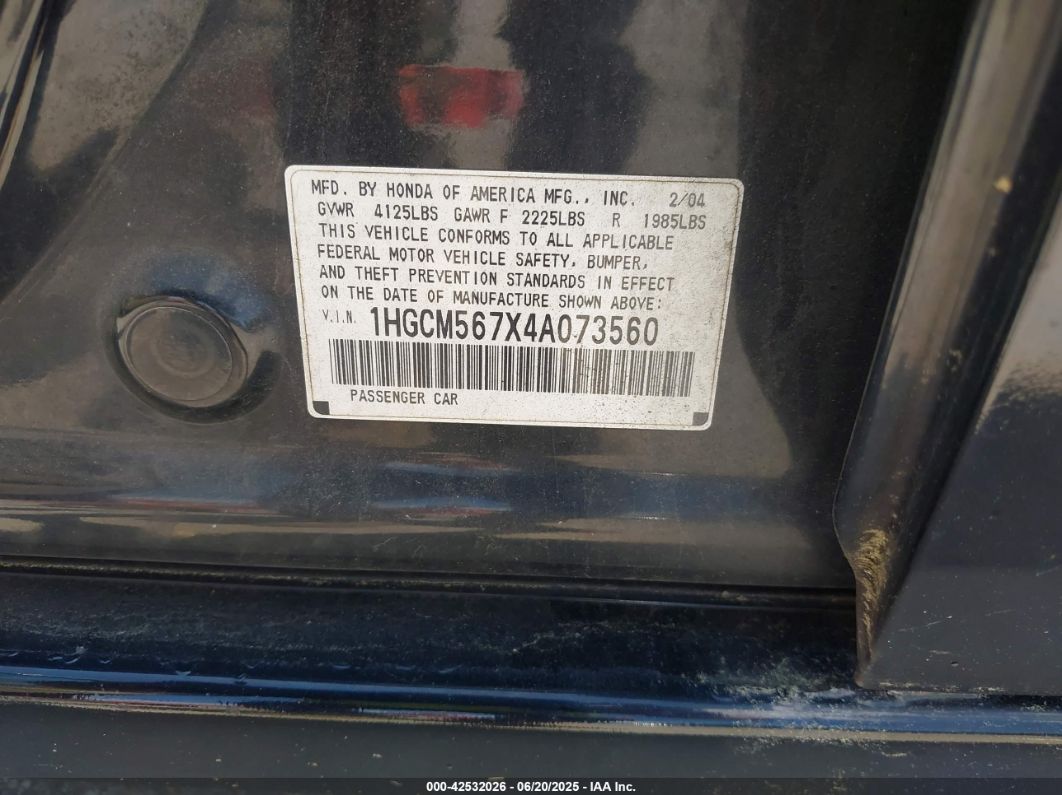 MFD. BY HONDA OF AMERICA MFG., INC. 2/04
GVWR 4125LBS GAWR F 2225LBS R 1985LBS
THIS VEHICLE CONFORMS TO ALL APPLICABLE
FEDERAL MOTOR VEHICLE SAFETY, BUMPER,
AND THEFT PREVENTION STANDARDS IN EFFECT
ON THE DATE OF MANUFACTURE SHOWN ABOVE:
V.I.N. 1HGCM567X4A073560
PASSENGER CAR
000-42532026 - 06/20/2025 - IAA Inc.